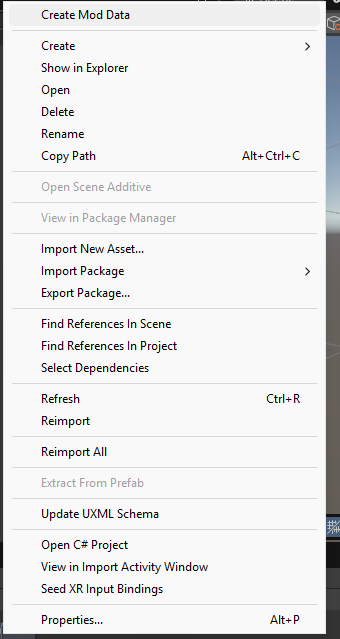 Create Mod Data
Create
Show in Explorer
Open
Delete
Rename
Copy Path Alt+Ctrl+C
Open Scene Additive
View in Package Manager
Import New Asset...
Import Package
Export Package...
Find References In Scene
Find References In Project
Select Dependencies
Refresh Ctrl+R
Reimport
Reimport All
Extract From Prefab
Update UXML Schema
Open C# Project
View in Import Activity Window
Seed XR Input Bindings
Properties... Alt+P